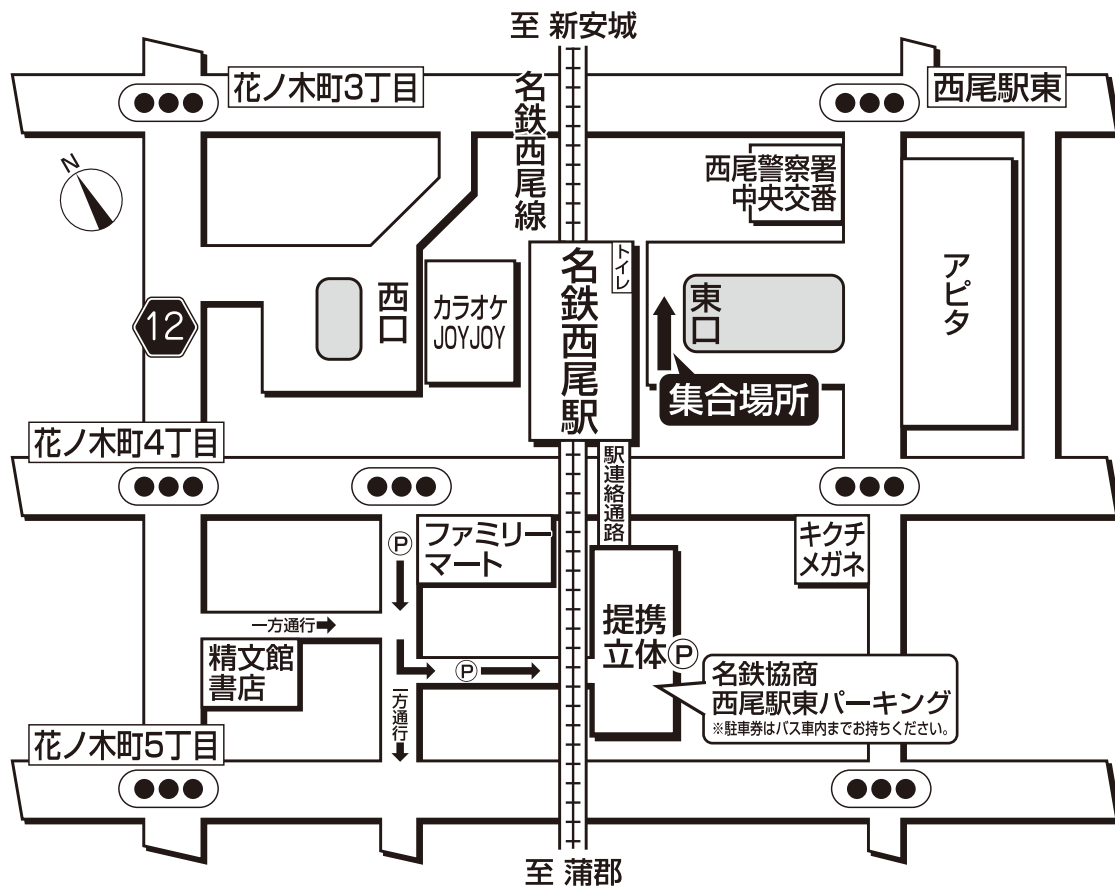 至 新安城
花ノ木町3丁目
名鉄西尾線
西尾駅東
N
西尾警察署
中央交番
トイレ
名鉄西尾駅
西口
カラオケ
JOYJOY
東口
アピタ
12
集合場所
花ノ木町4丁目
駅連絡通路
P
ファミリー
マート
キクチ
メガネ
一方通行
精文館
書店
P
提携
立体P
名鉄協商
西尾駅東パーキング
※駐車券はバス車内までお持ちください。
一方通行
花ノ木町5丁目
至 蒲郡